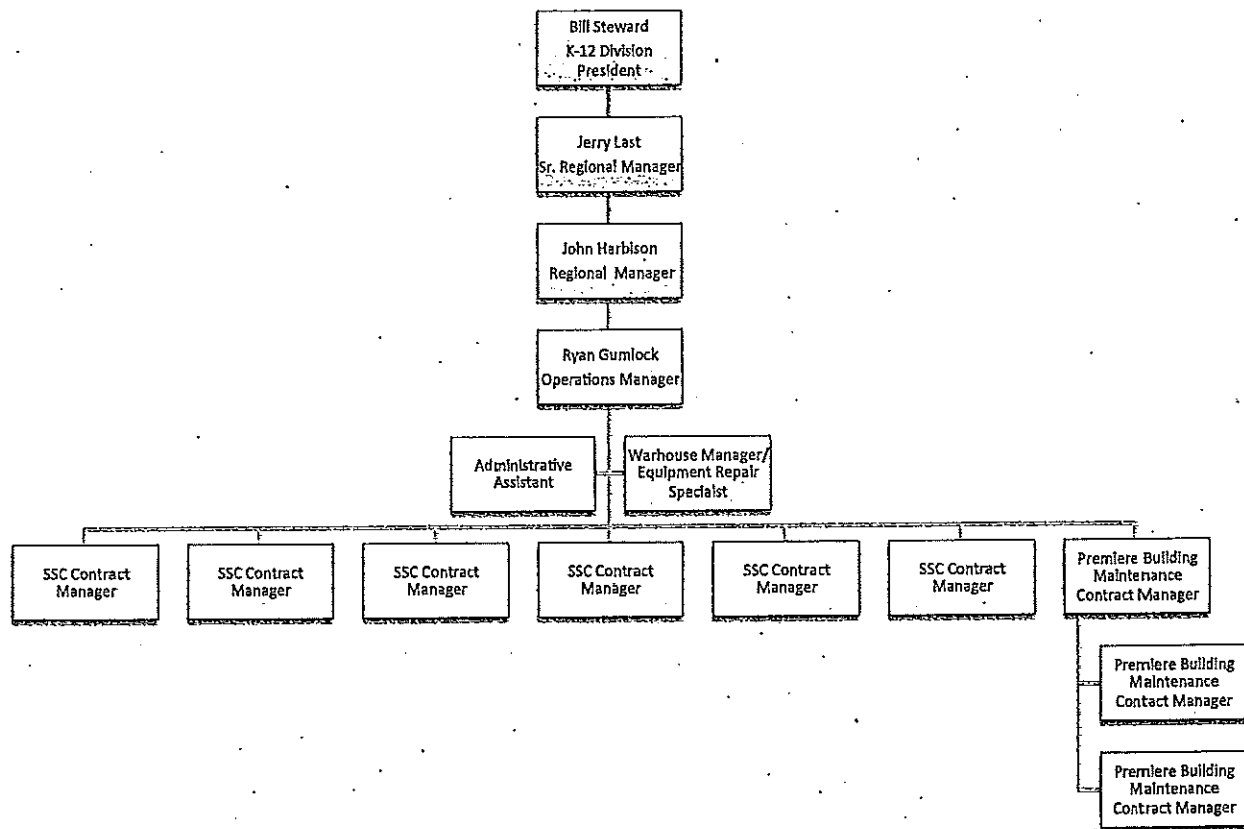 Bill Steward
K-12 Division
President
Jerry Last
Sr. Regional Manager
John Harbison
Regional Manager
Ryan Gumlock
Operations Manager
Administrative
Assistant
Warhouse Manager/
Equipment Repair
Specialst
SSC Contract
Manager
SSC Contract
Manager
SSC Contract
Manager
SSC Contract
Manager
SSC Contract
Manager
SSC Contract
Manager
Premiere Building
Maintenance
Contract Manager
Premiere Building
Maintenance
Contact Manager
Premiere Building
Maintenance
Contract Manager